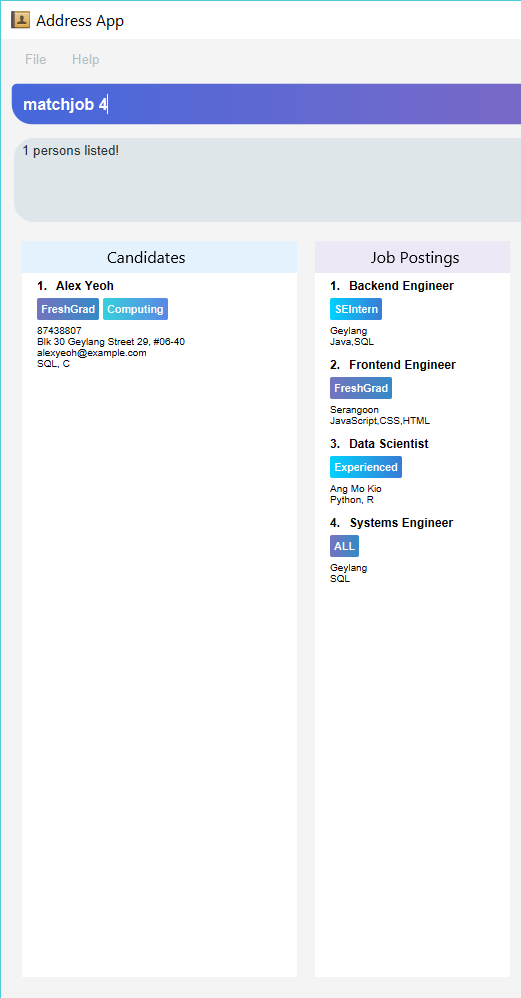 Address App
File Help
matchjob 4
1 persons listed!
Candidates
1. Alex Yeoh
FreshGrad Computing
87438807
Blk 30 Geylang Street 29, #06-40
alexyeoh@example.com
SQL, C
Job Postings
1. Backend Engineer
SEIntern
Geylang
Java,SQL
2. Frontend Engineer
FreshGrad
Serangoon
JavaScript,CSS,HTML
3. Data Scientist
Experienced
Ang Mo Kio
Python, R
4. Systems Engineer
ALL
Geylang
SQL